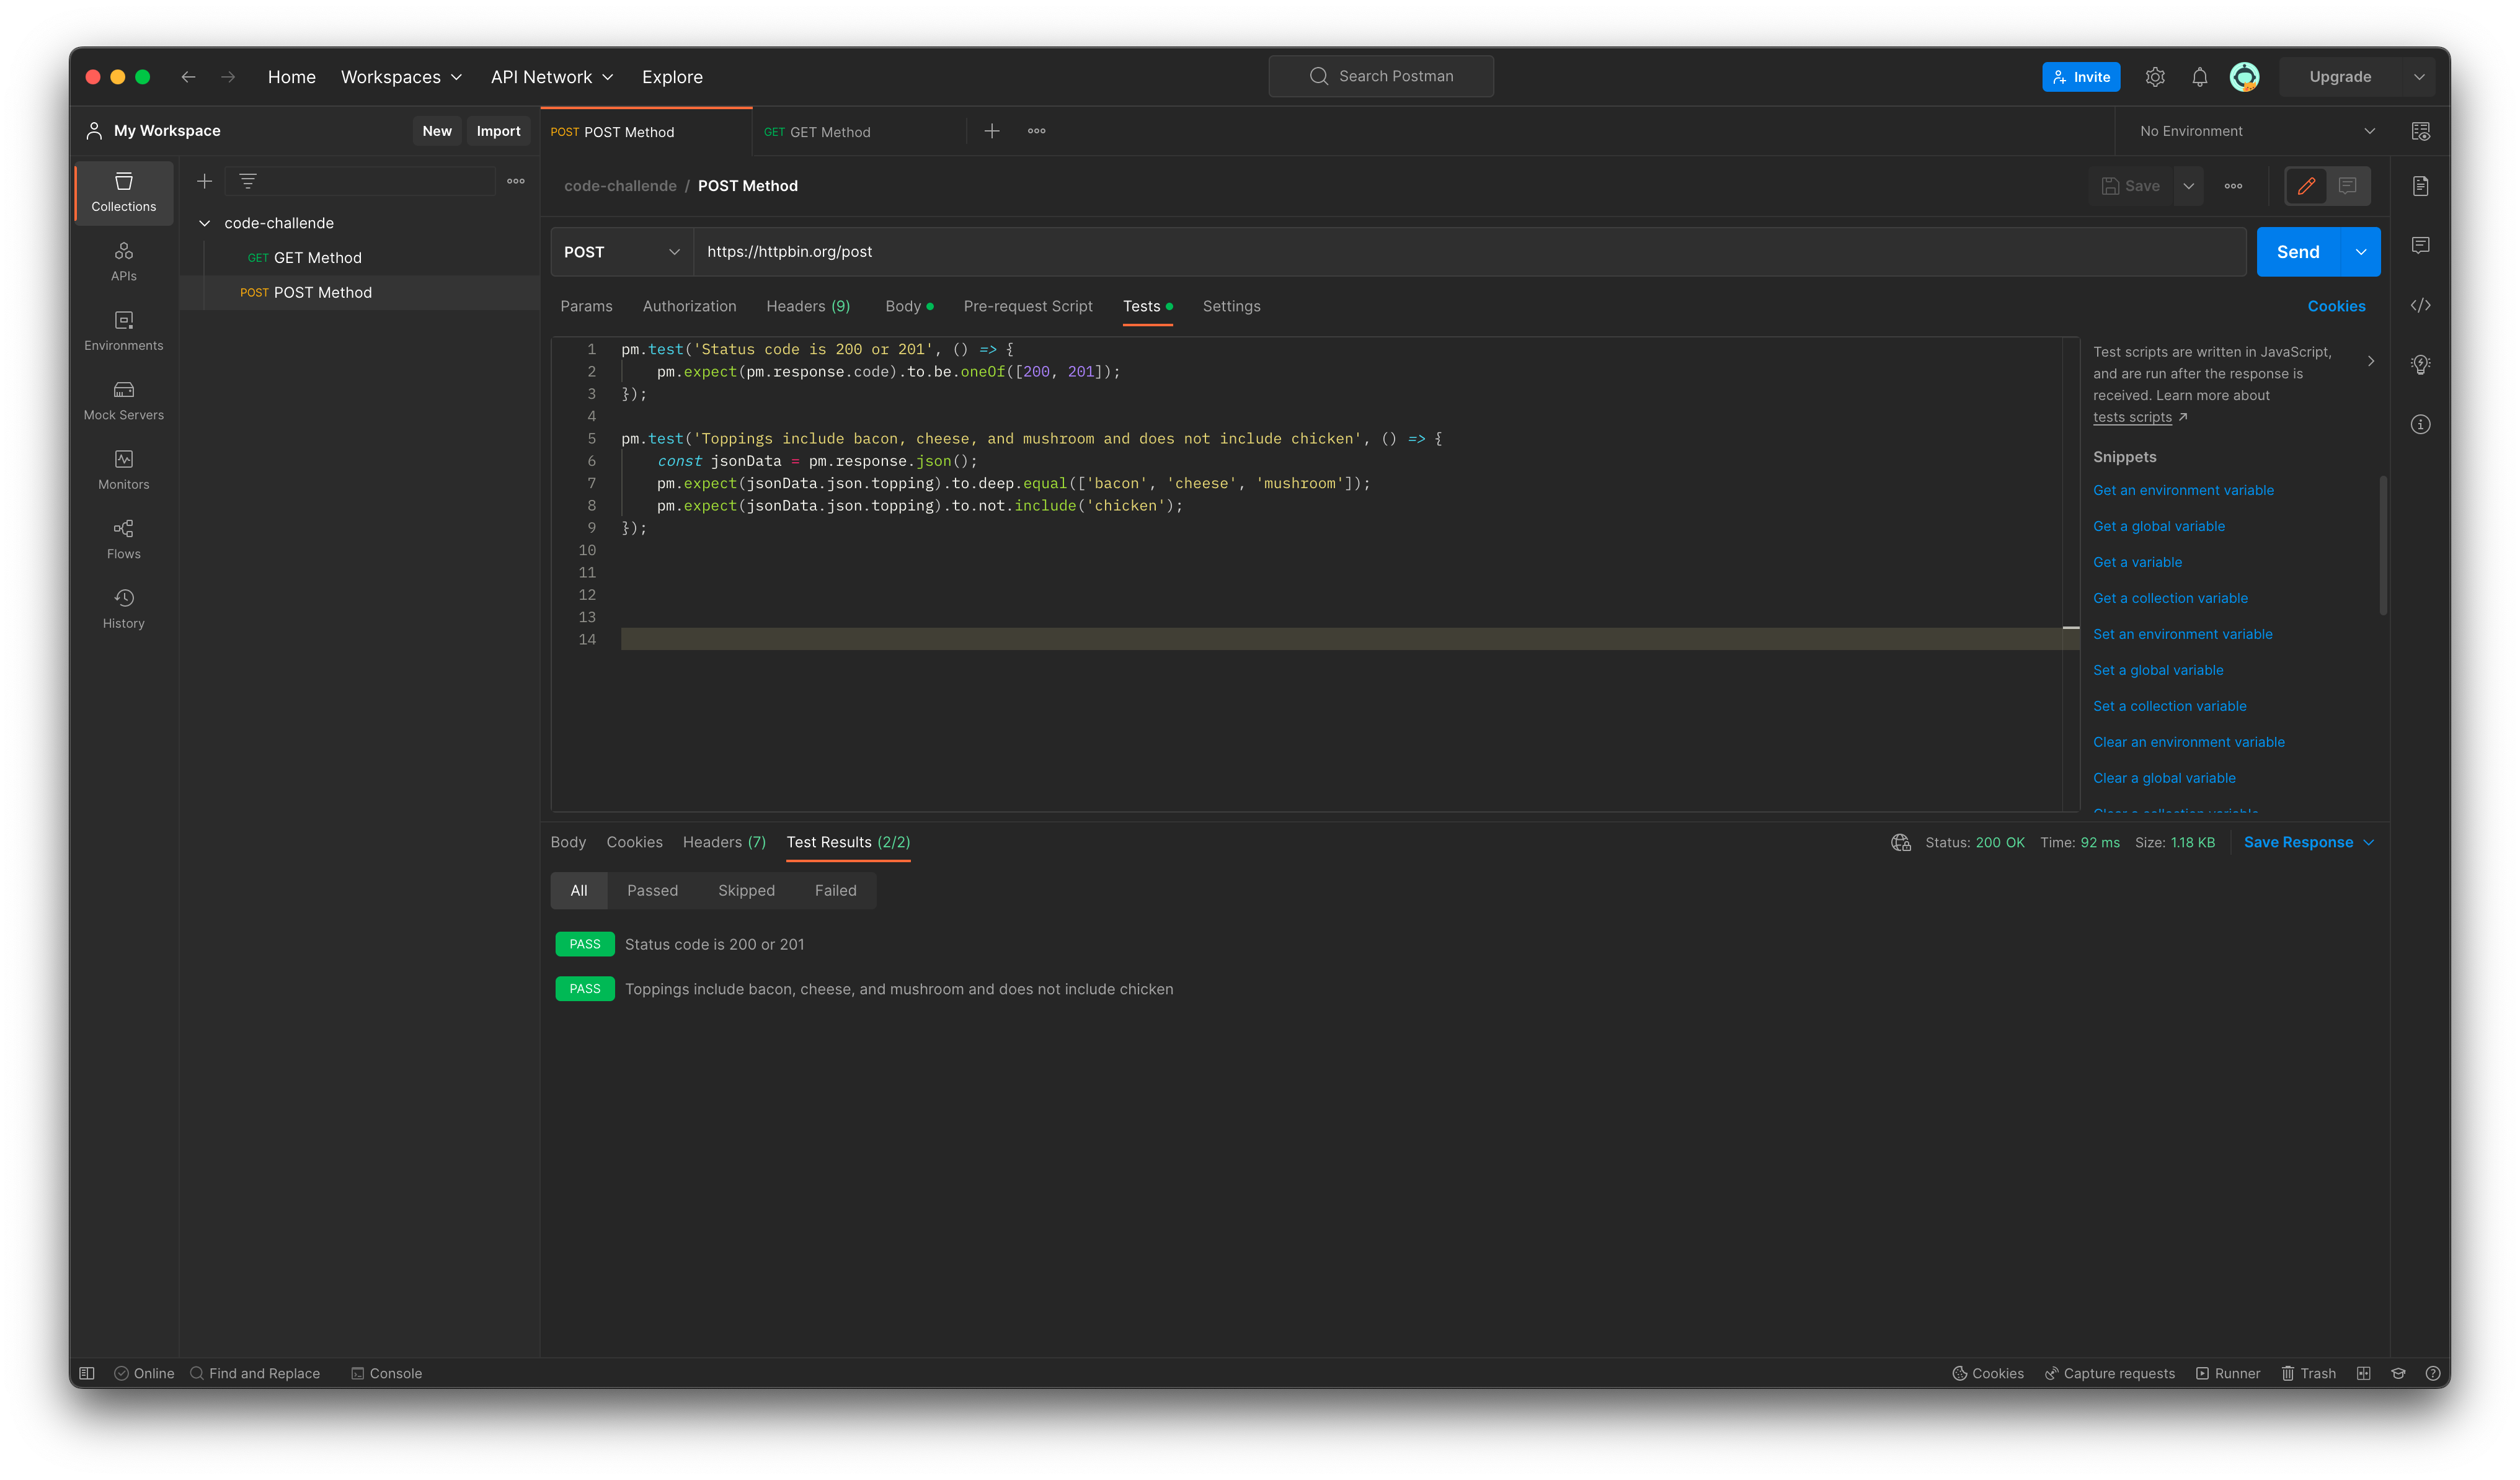 Home Workspaces API Network Explore Search Postman Invite Upgrade
My Workspace New Import
POST POST Method GET GET Method No Environment
Collections
APIs
Environments
Mock Servers
Monitors
Flows
History
code-challende
GET GET Method
POST POST Method
code-challende / POST Method Save
POST https://httpbin.org/post Send
Params Authorization Headers (9) Body Pre-request Script Tests Settings Cookies
1 pm.test('Status code is 200 or 201', () => {
2 pm.expect(pm.response.code).to.be.oneOf([200, 201]);
3 });
4
5 pm.test('Toppings include bacon, cheese, and mushroom and does not include chicken', () => {
6 const jsonData = pm.response.json();
7 pm.expect(jsonData.json.topping).to.deep.equal(['bacon', 'cheese', 'mushroom']);
8 pm.expect(jsonData.json.topping).to.not.include('chicken');
9 });
10
11
12
13
14
Test scripts are written in JavaScript,
and are run after the response is
received. Learn more about
tests scripts ↗
Snippets
Get an environment variable
Get a global variable
Get a variable
Get a collection variable
Set an environment variable
Set a global variable
Set a collection variable
Clear an environment variable
Clear a global variable
Clear a collection variable
Body Cookies Headers (7) Test Results (2/2) Status: 200 OK Time: 92 ms Size: 1.18 KB Save Response
All Passed Skipped Failed
PASS Status code is 200 or 201
PASS Toppings include bacon, cheese, and mushroom and does not include chicken
Online Find and Replace Console Cookies Capture requests Runner Trash